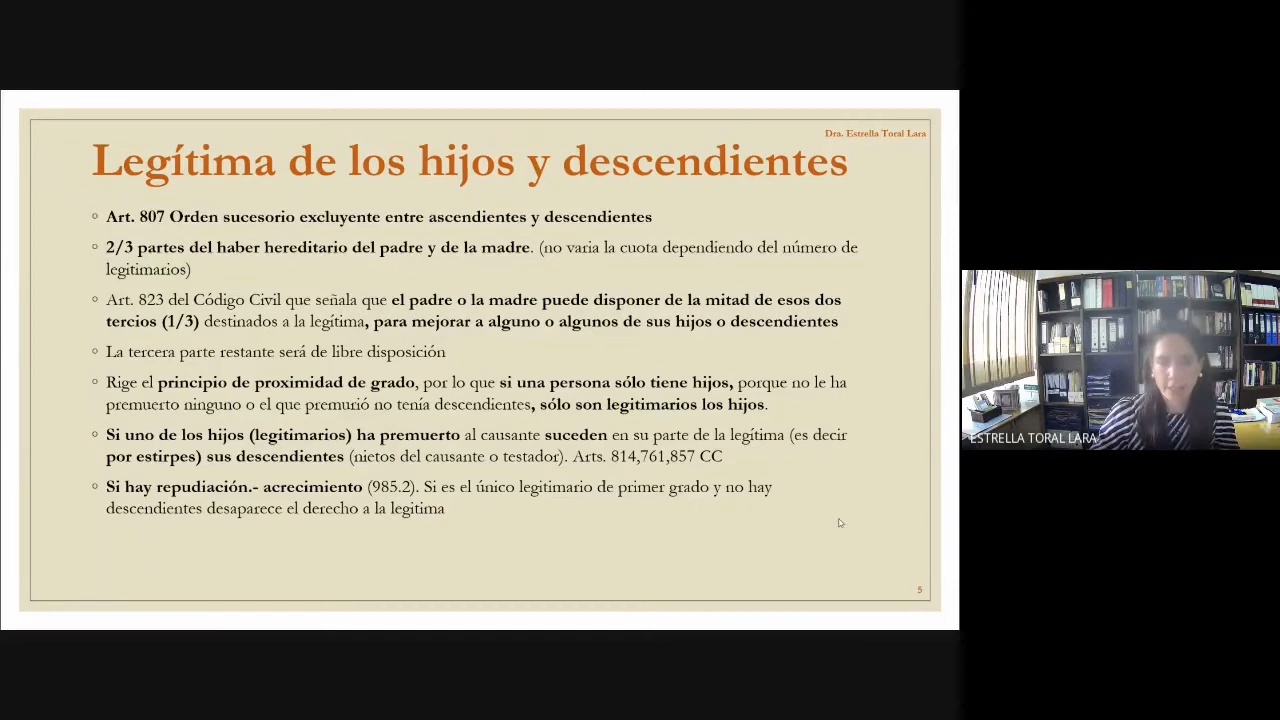 Dra. Estrella Toral Lara
Legítima de los hijos y descendientes
◦ Art. 807 Orden sucesorio excluyente entre ascendientes y descendientes
◦ 2/3 partes del haber hereditario del padre y de la madre. (no varia la cuota dependiendo del número de
legitimarios)
◦ Art. 823 del Código Civil que señala que el padre o la madre puede disponer de la mitad de esos dos
tercios (1/3) destinados a la legítima, para mejorar a alguno o algunos de sus hijos o descendientes
◦ La tercera parte restante será de libre disposición
◦ Rige el principio de proximidad de grado, por lo que si una persona sólo tiene hijos, porque no le ha
premuerto ninguno o el que premurió no tenía descendientes, sólo son legitimarios los hijos.
◦ Si uno de los hijos (legitimarios) ha premuerto al causante suceden en su parte de la legítima (es decir
por estirpes) sus descendientes (nietos del causante o testador). Arts. 814,761,857 CC
◦ Si hay repudiación.- acrecimiento (985.2). Si es el único legitimario de primer grado y no hay
descendientes desaparece el derecho a la legitima
5
ESTRELLA TORAL LARA